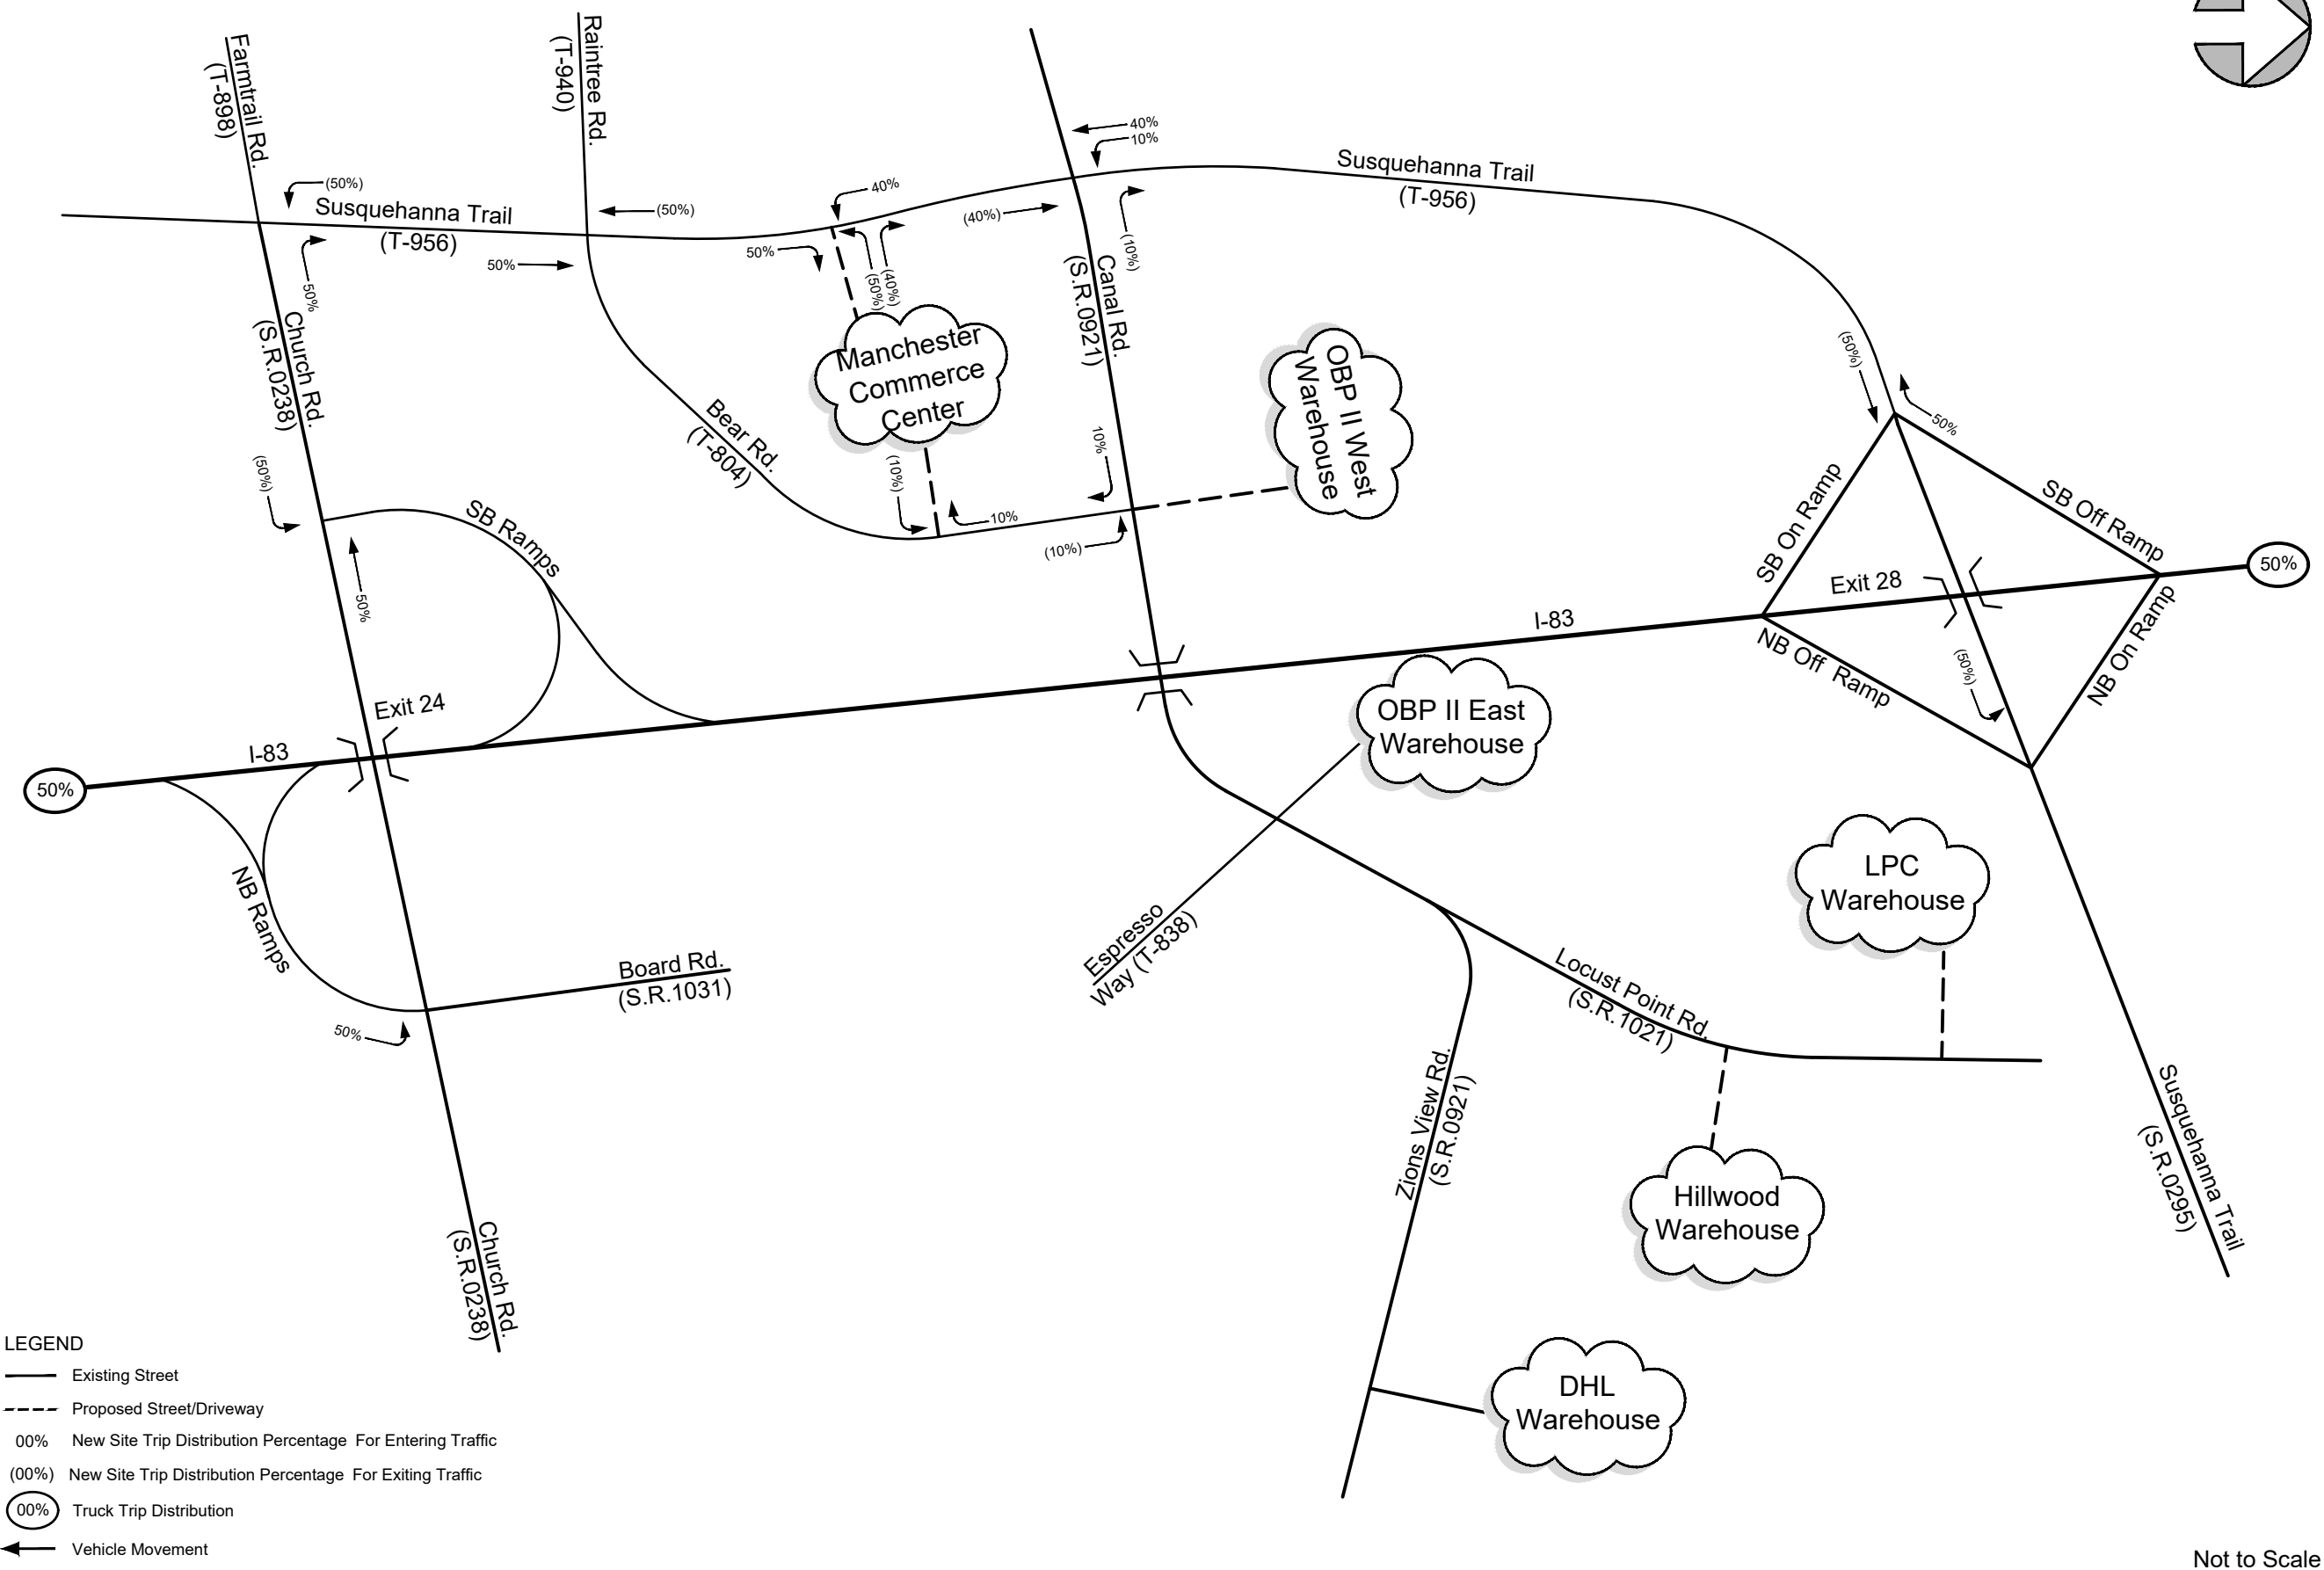 Farmtrail Rd.
(T-898)
Raintree Rd.
(T-940)
40%
10%
(50%)
Susquehanna Trail
(T-956)
(50%)
40%
(40%)
Susquehanna Trail
(T-956)
50%
50%
50%
(50%)
(40%)
(10%)
Canal Rd.
(S.R.0921)
Church Rd.
(S.R.0238)
Manchester
Commerce
Center
OBP II West
Warehouse
(50%)
50%
Bear Rd.
(T-804)
(50%)
(10%)
10%
10%
(10%)
SB Ramps
50%
SB On Ramp
SB Off Ramp
Exit 28
50%
I-83
NB Off Ramp
(50%)
NB On Ramp
Exit 24
I-83
50%
OBP II East
Warehouse
NB Ramps
LPC
Warehouse
Board Rd.
(S.R.1031)
50%
Espresso
Way (T-838)
Locust Point Rd.
(S.R.1021)
Zions View Rd.
(S.R.0921)
Susquehanna Trail
(S.R.0295)
Hillwood
Warehouse
Church Rd.
(S.R.0238)
DHL
Warehouse
LEGEND
Existing Street
Proposed Street/Driveway
00% New Site Trip Distribution Percentage For Entering Traffic
(00%) New Site Trip Distribution Percentage For Exiting Traffic
00% Truck Trip Distribution
Vehicle Movement
Not to Scale